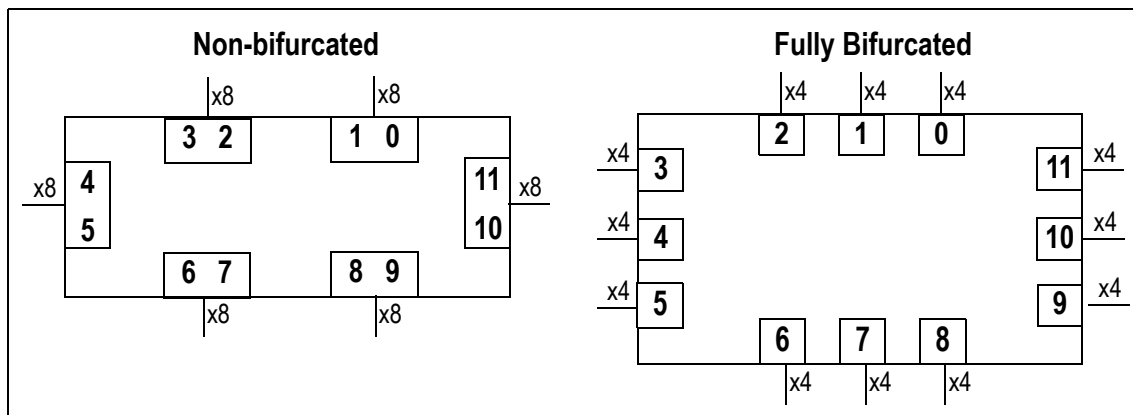 Non-bifurcated
x8 x8
3 2 1 0
x8 4 11 x8
5 10
6 7 8 9
x8 x8
Fully Bifurcated
x4 x4 x4
2 1 0
x4 3 11 x4
x4 4 10 x4
x4 5 9 x4
6 7 8
x4 x4 x4